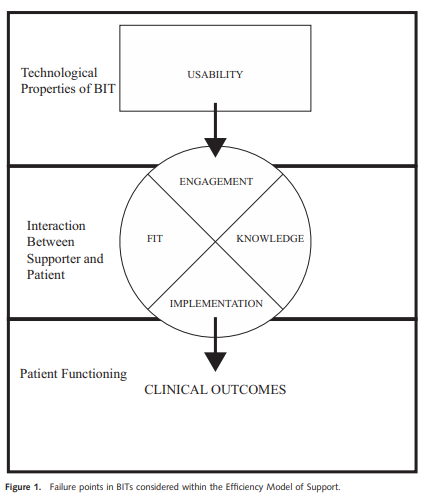 Technological
Properties of BIT
USABILITY
Interaction
Between
Supporter and
Patient
ENGAGEMENT
FIT
KNOWLEDGE
IMPLEMENTATION
Patient Functioning
CLINICAL OUTCOMES
Figure 1. Failure points in BITs considered within the Efficiency Model of Support.